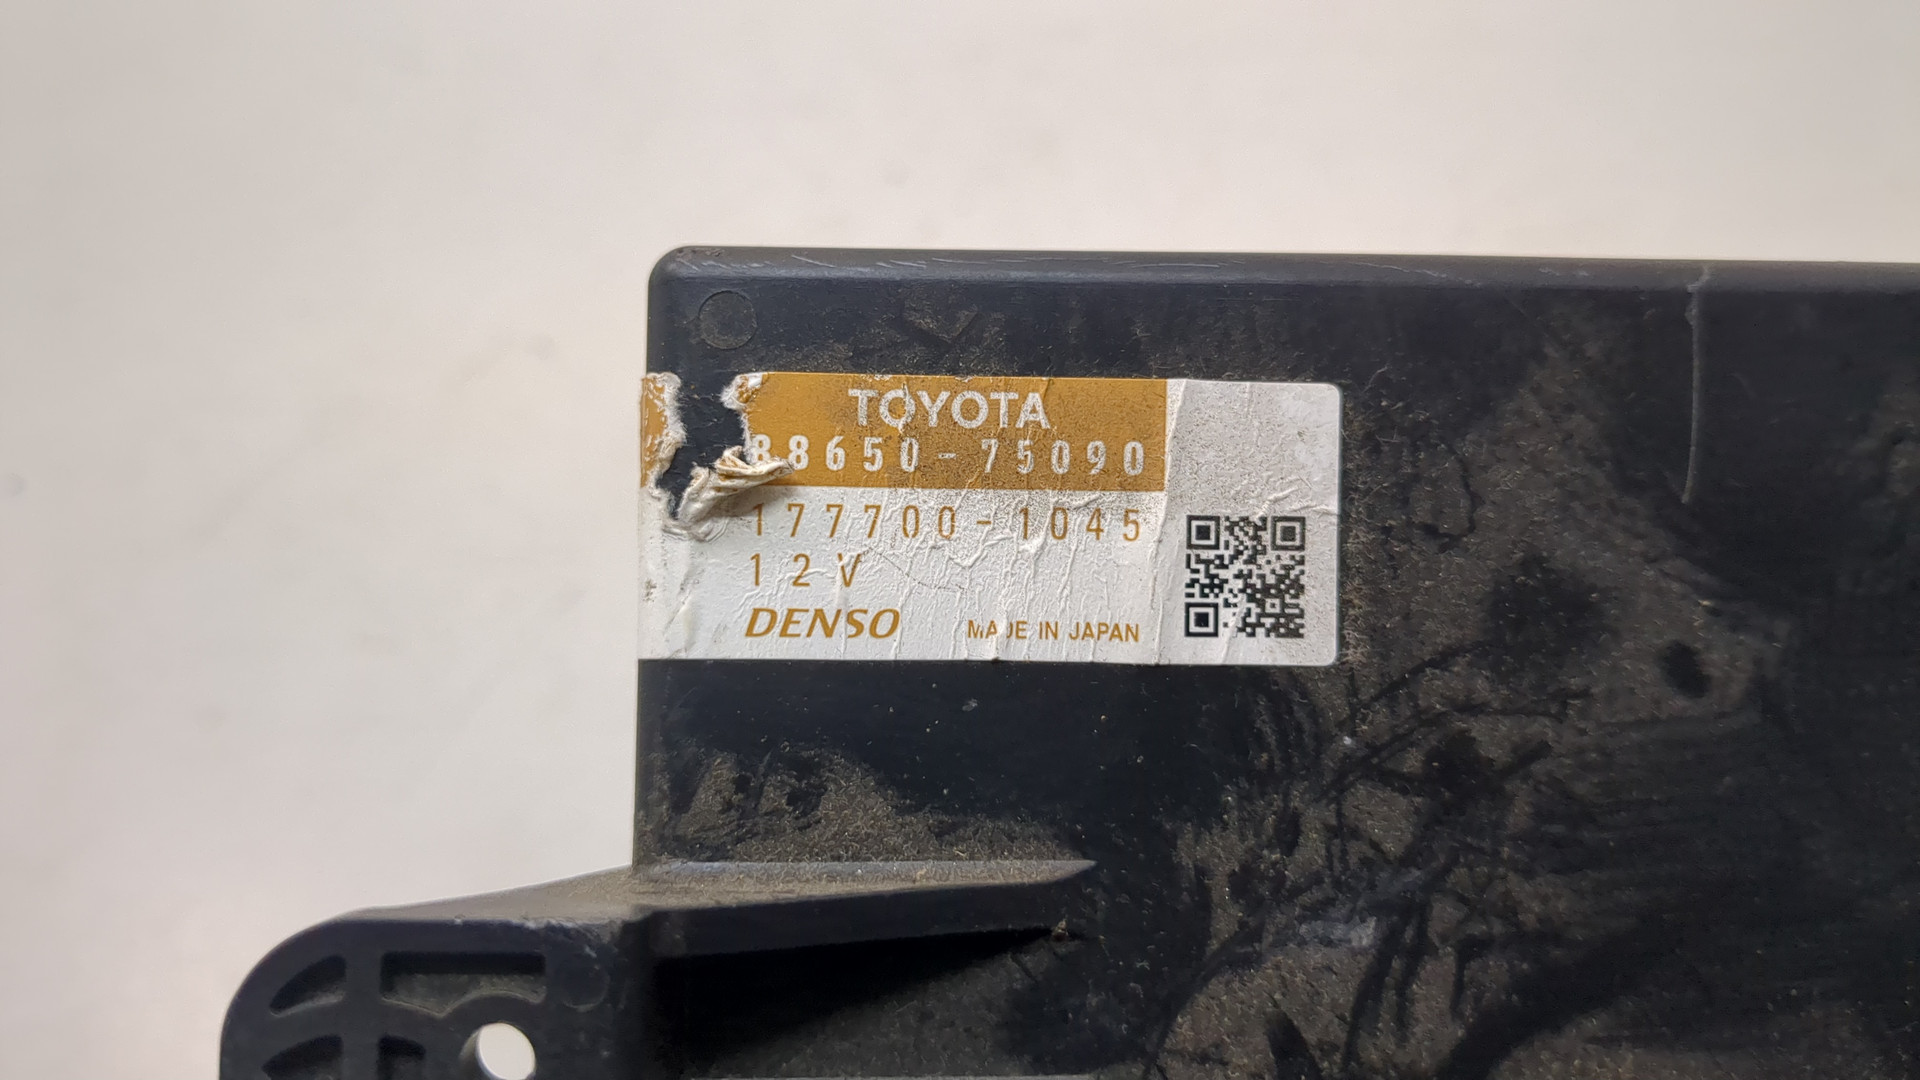 TOYOTA
88650-75090
177700-1045
12V
DENSO MADE IN JAPAN